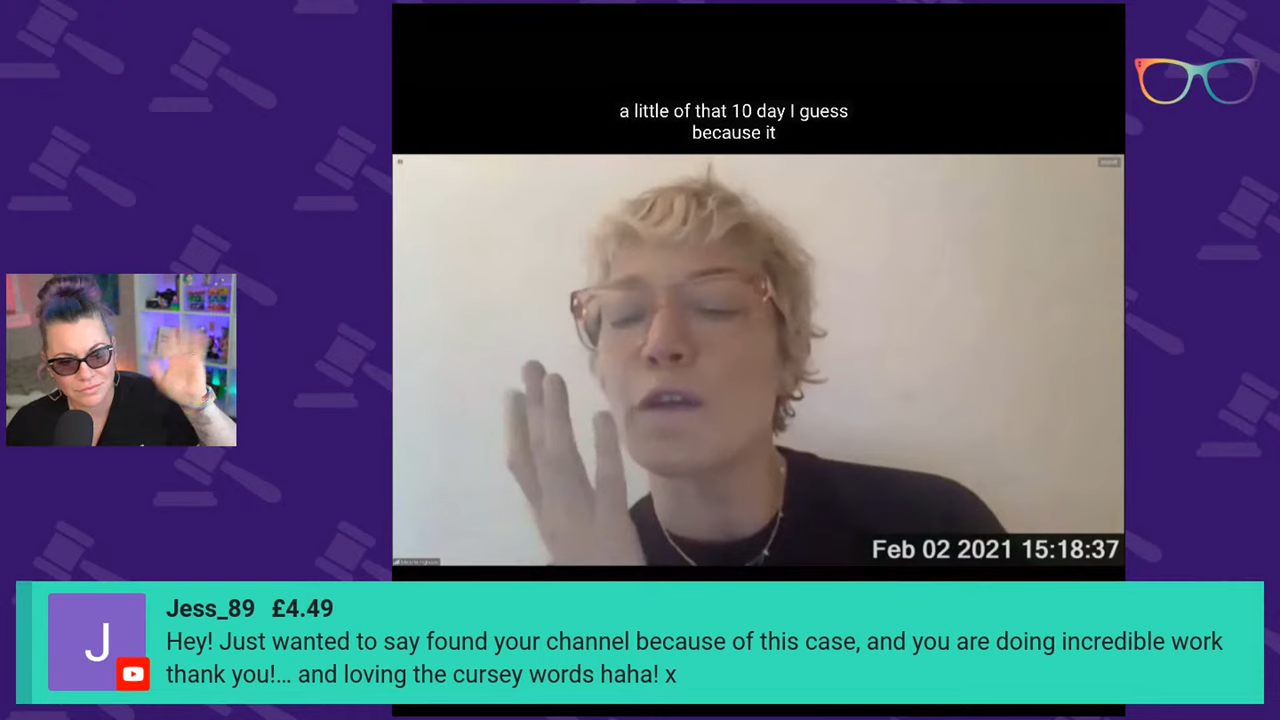 a little of that 10 day I guess
because it
Feb 02 2021 15:18:37
J
Jess_89 £4.49
Hey! Just wanted to say found your channel because of this case, and you are doing incredible work
thank you!... and loving the cursey words haha! x